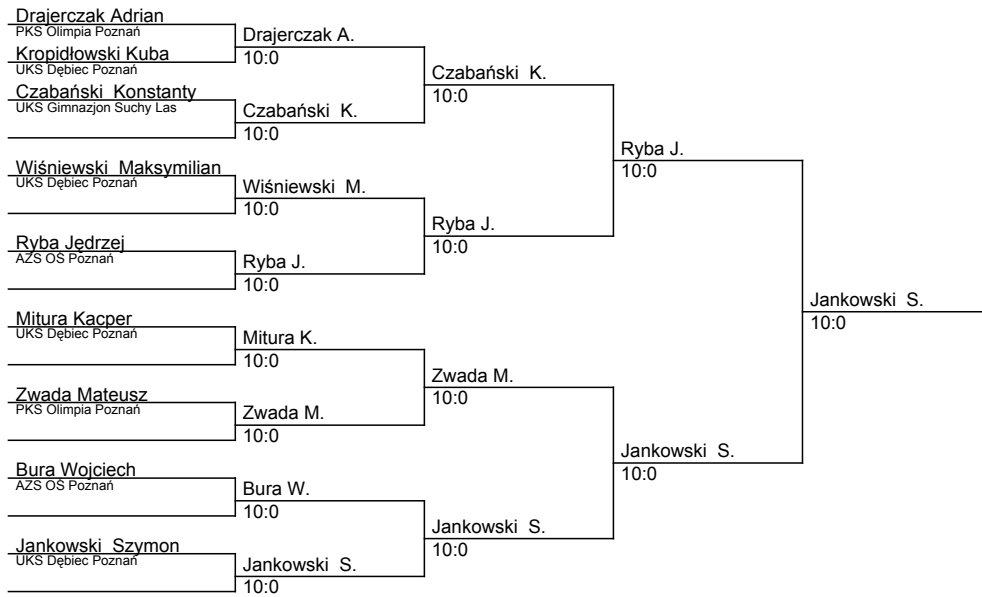 Drajerczak Adrian
PKS Olimpia Poznań
Kropidłowski Kuba
UKS Dębiec Poznań
Czabański  Konstanty
UKS Gimnazjon Suchy Las
Wiśniewski  Maksymilian
UKS Dębiec Poznań
Ryba Jędrzej
AZS OŚ Poznań
Mitura Kacper
UKS Dębiec Poznań
Zwada Mateusz
PKS Olimpia Poznań
Bura Wojciech
AZS OŚ Poznań
Jankowski  Szymon
UKS Dębiec Poznań
Drajerczak A.
10:0
Czabański  K.
10:0
Wiśniewski  M.
10:0
Ryba J.
10:0
Mitura K.
10:0
Zwada M.
10:0
Bura W.
10:0
Jankowski  S.
10:0
Czabański  K.
10:0
Ryba J.
10:0
Zwada M.
10:0
Jankowski  S.
10:0
Ryba J.
10:0
Jankowski  S.
10:0
Jankowski  S.
10:0